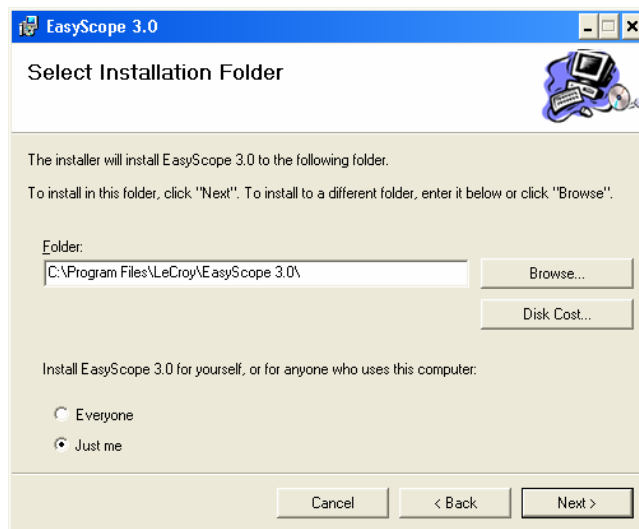 EasyScope 3.0
Select Installation Folder
The installer will install EasyScope 3.0 to the following folder.
To install in this folder, click "Next". To install to a different folder, enter it below or click "Browse".
Folder:
C:\Program Files\LeCroy\EasyScope 3.0\
Browse...
Disk Cost...
Install EasyScope 3.0 for yourself, or for anyone who uses this computer:
Everyone
Just me
Cancel
< Back
Next >